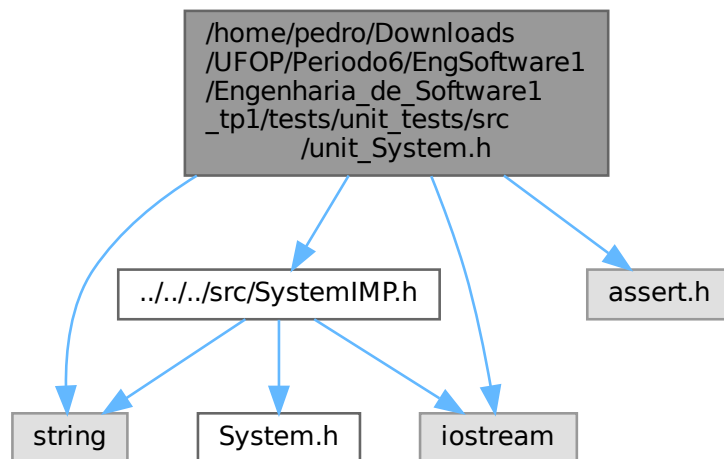 /home/pedro/Downloads
/UFOP/Periodo6/EngSoftware1
/Engenharia_de_Software1
_tp1/tests/unit_tests/src
/unit_System.h
../../../src/SystemIMP.h
assert.h
string
System.h
iostream